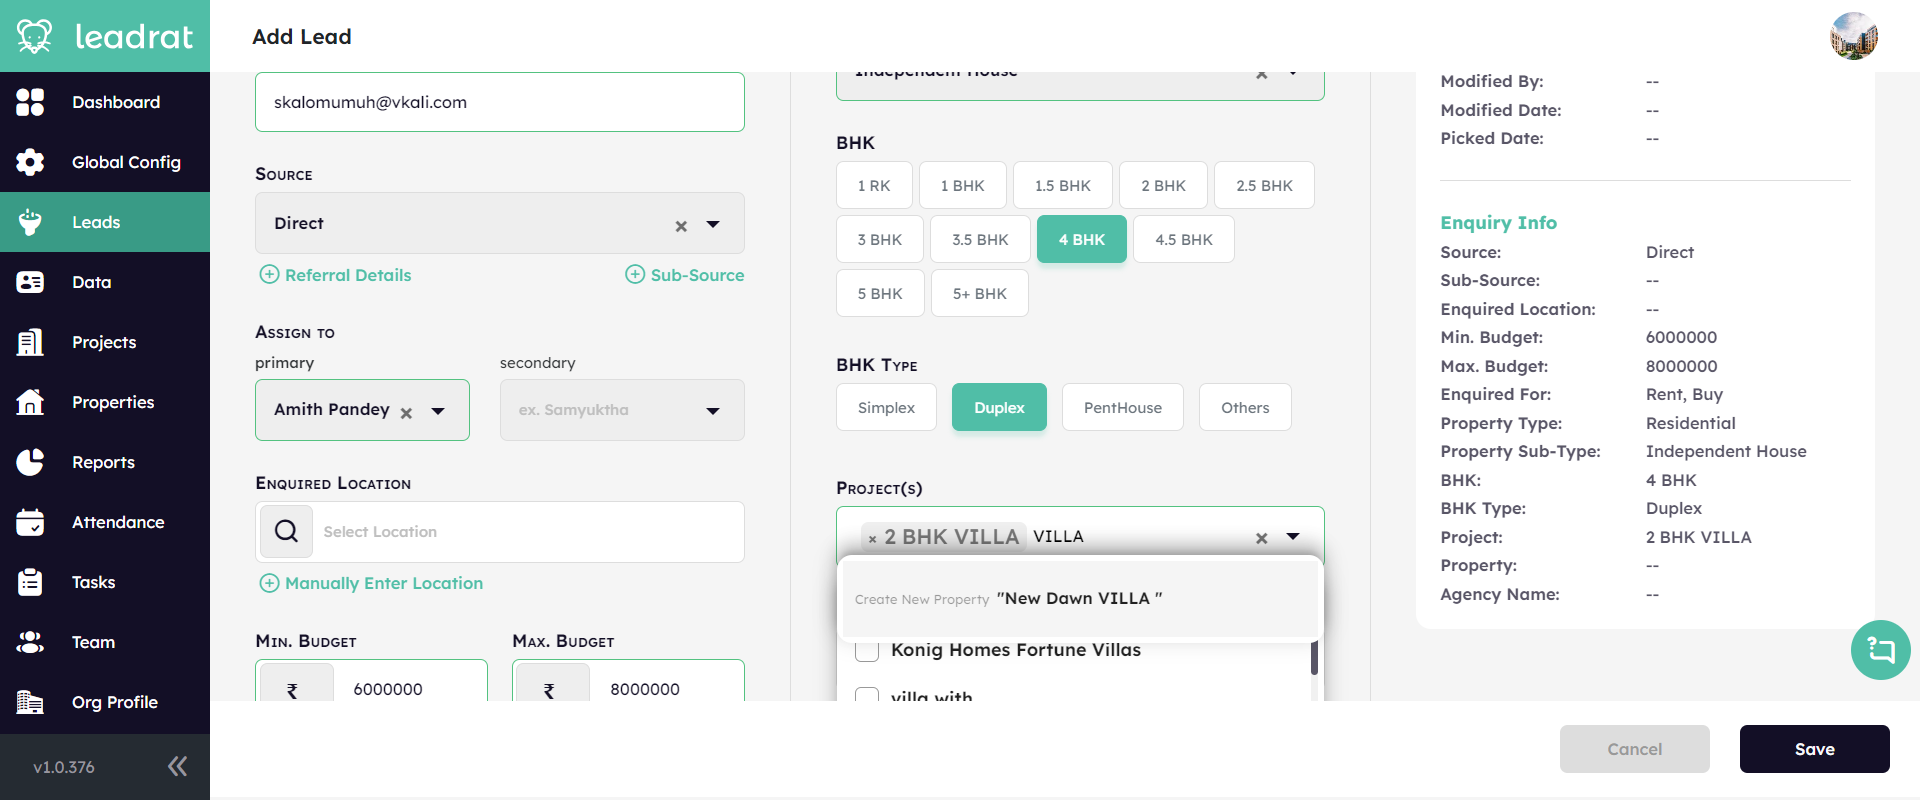 leadrat
Dashboard
Global Config
Leads
Data
Projects
Properties
Reports
Attendance
Tasks
Team
Org Profile
v1.0.376
Add Lead
skalomumuh@vkali.com
Source
Direct
Referral Details
Sub-Source
Assign to
primary
secondary
Amith Pandey
ex. Samyuktha
Enquired Location
Select Location
Manually Enter Location
Min. Budget
Max. Budget
₹ 6000000
₹ 8000000
Independent House
BHK
1 RK
1 BHK
1.5 BHK
2 BHK
2.5 BHK
3 BHK
3.5 BHK
4 BHK
4.5 BHK
5 BHK
5+ BHK
BHK Type
Simplex
Duplex
PentHouse
Others
Project(s)
× 2 BHK VILLA VILLA
Create New Property "New Dawn VILLA "
Konig Homes Fortune Villas
villa with
Modified By: --
Modified Date: --
Picked Date: --
Enquiry Info
Source: Direct
Sub-Source: --
Enquired Location: --
Min. Budget: 6000000
Max. Budget: 8000000
Enquired For: Rent, Buy
Property Type: Residential
Property Sub-Type: Independent House
BHK: 4 BHK
BHK Type: Duplex
Project: 2 BHK VILLA
Property: --
Agency Name: --
Cancel
Save